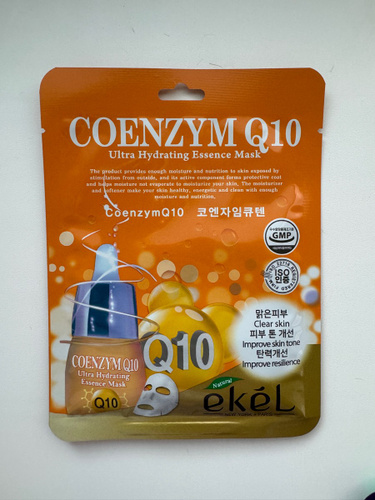 COENZYM Q10
Ultra Hydrating Essence Mask
The product provides enough moisture and nutrition to skin exposed by
stimulation from outside, and its active component forms protective coat
and helps moisture not evaporate to moisturize your skin. The moisturizer
and softener make your skin healthy, energetic and clean with enough
moisture and nutrition.
CoenzymQ10 코엔자임큐텐
GMP
ISO
인증
맑은피부
Clear skin
피부 톤 개선
Improve skin tone
탄력개선
Improve resilience
Q10
COENZYM Q10
Ultra Hydrating
Essence Mask
Q10
Natural
ekéL